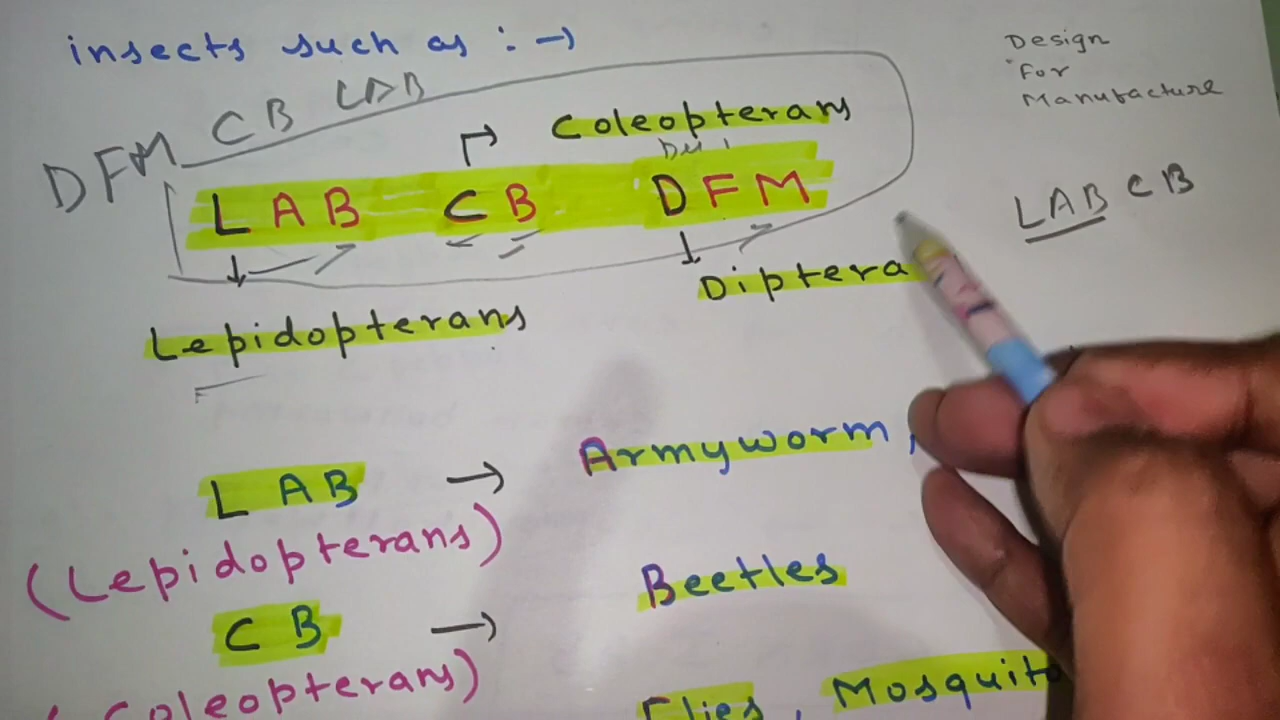 insects such as :→
Design
for
Manufacture
DFM CB LAB
Coleopterans
LAB CB DFM
LAB CB
Diptera
Lepidopterans
LAB → Armyworm,
(Lepidopterans)
CB → Beetles
(Coleopterans)
Flies, Mosquito